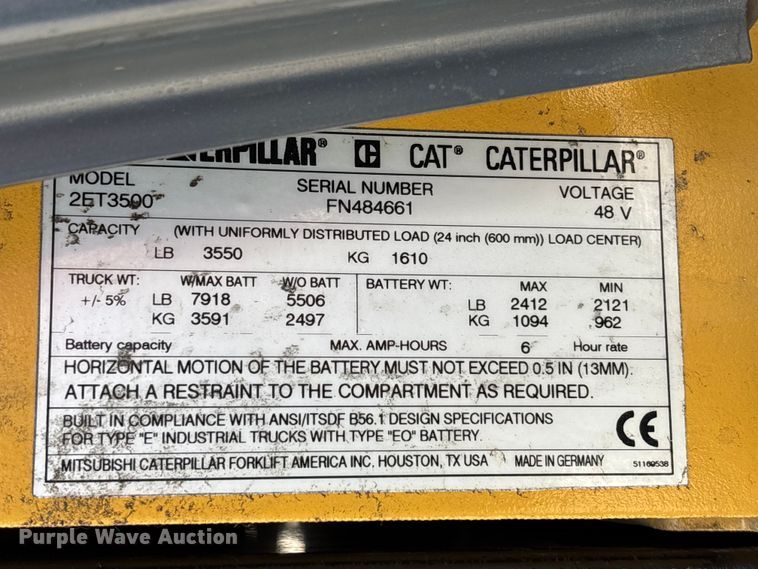 CATERPILLAR® CAT® CATERPILLAR®
MODEL SERIAL NUMBER VOLTAGE
2ET3500 FN484661 48 V
CAPACITY (WITH UNIFORMLY DISTRIBUTED LOAD (24 inch (600 mm)) LOAD CENTER)
LB 3550 KG 1610
TRUCK WT: W/MAX BATT W/O BATT BATTERY WT: MAX MIN
+/- 5% LB 7918 5506 LB 2412 2121
KG 3591 2497 KG 1094 962
Battery capacity MAX. AMP-HOURS 6 Hour rate
HORIZONTAL MOTION OF THE BATTERY MUST NOT EXCEED 0.5 IN (13MM).
ATTACH A RESTRAINT TO THE COMPARTMENT AS REQUIRED.
BUILT IN COMPLIANCE WITH ANSI/ITSDF B56.1 DESIGN SPECIFICATIONS
FOR TYPE "E" INDUSTRIAL TRUCKS WITH TYPE "EO" BATTERY.
CE
MITSUBISHI CATERPILLAR FORKLIFT AMERICA INC. HOUSTON, TX USA MADE IN GERMANY 51169538
Purple Wave Auction